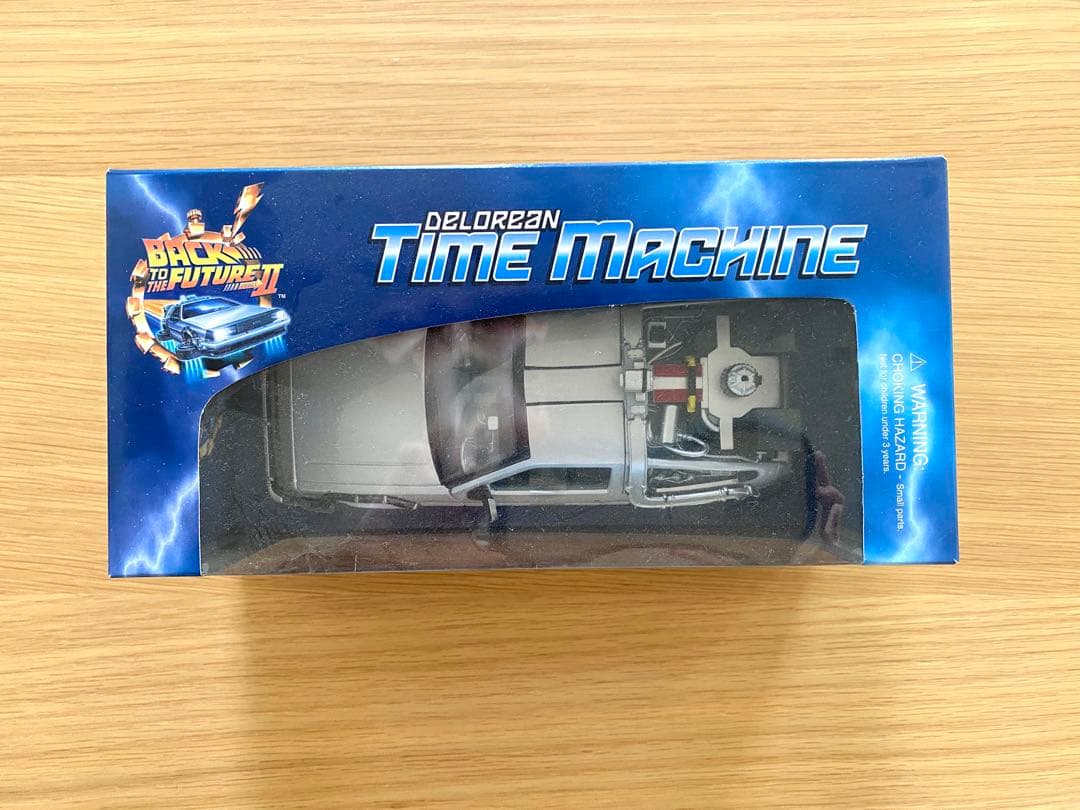 BACK
TO
THE FUTURE
PART II
™
DELOREAN
TIME MACHINE
⚠ WARNING:
CHOKING HAZARD - Small parts.
Not for children under 3 years.